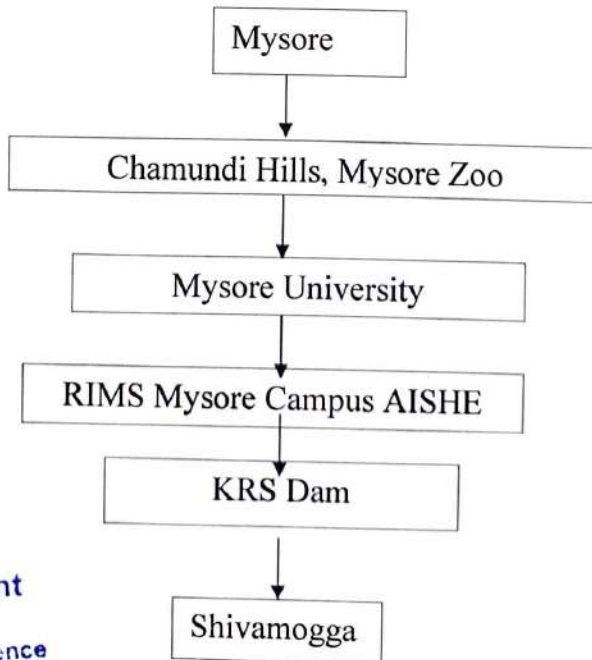 Mysore
Chamundi Hills, Mysore Zoo
Mysore University
RIMS Mysore Campus AISHE
KRS Dam
nt
Shivamogga
ence